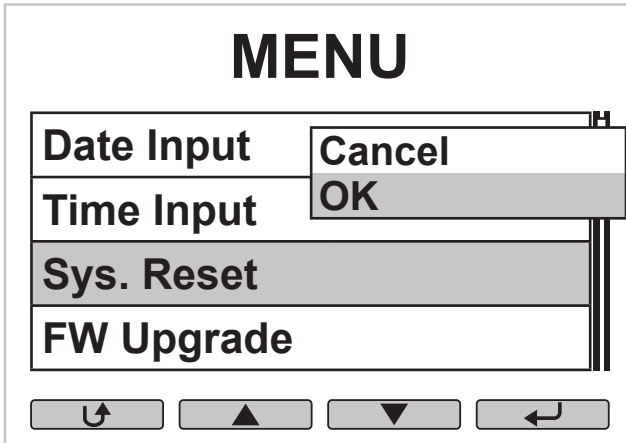 MENU
Date Input
Cancel
Time Input
OK
Sys. Reset
FW Upgrade